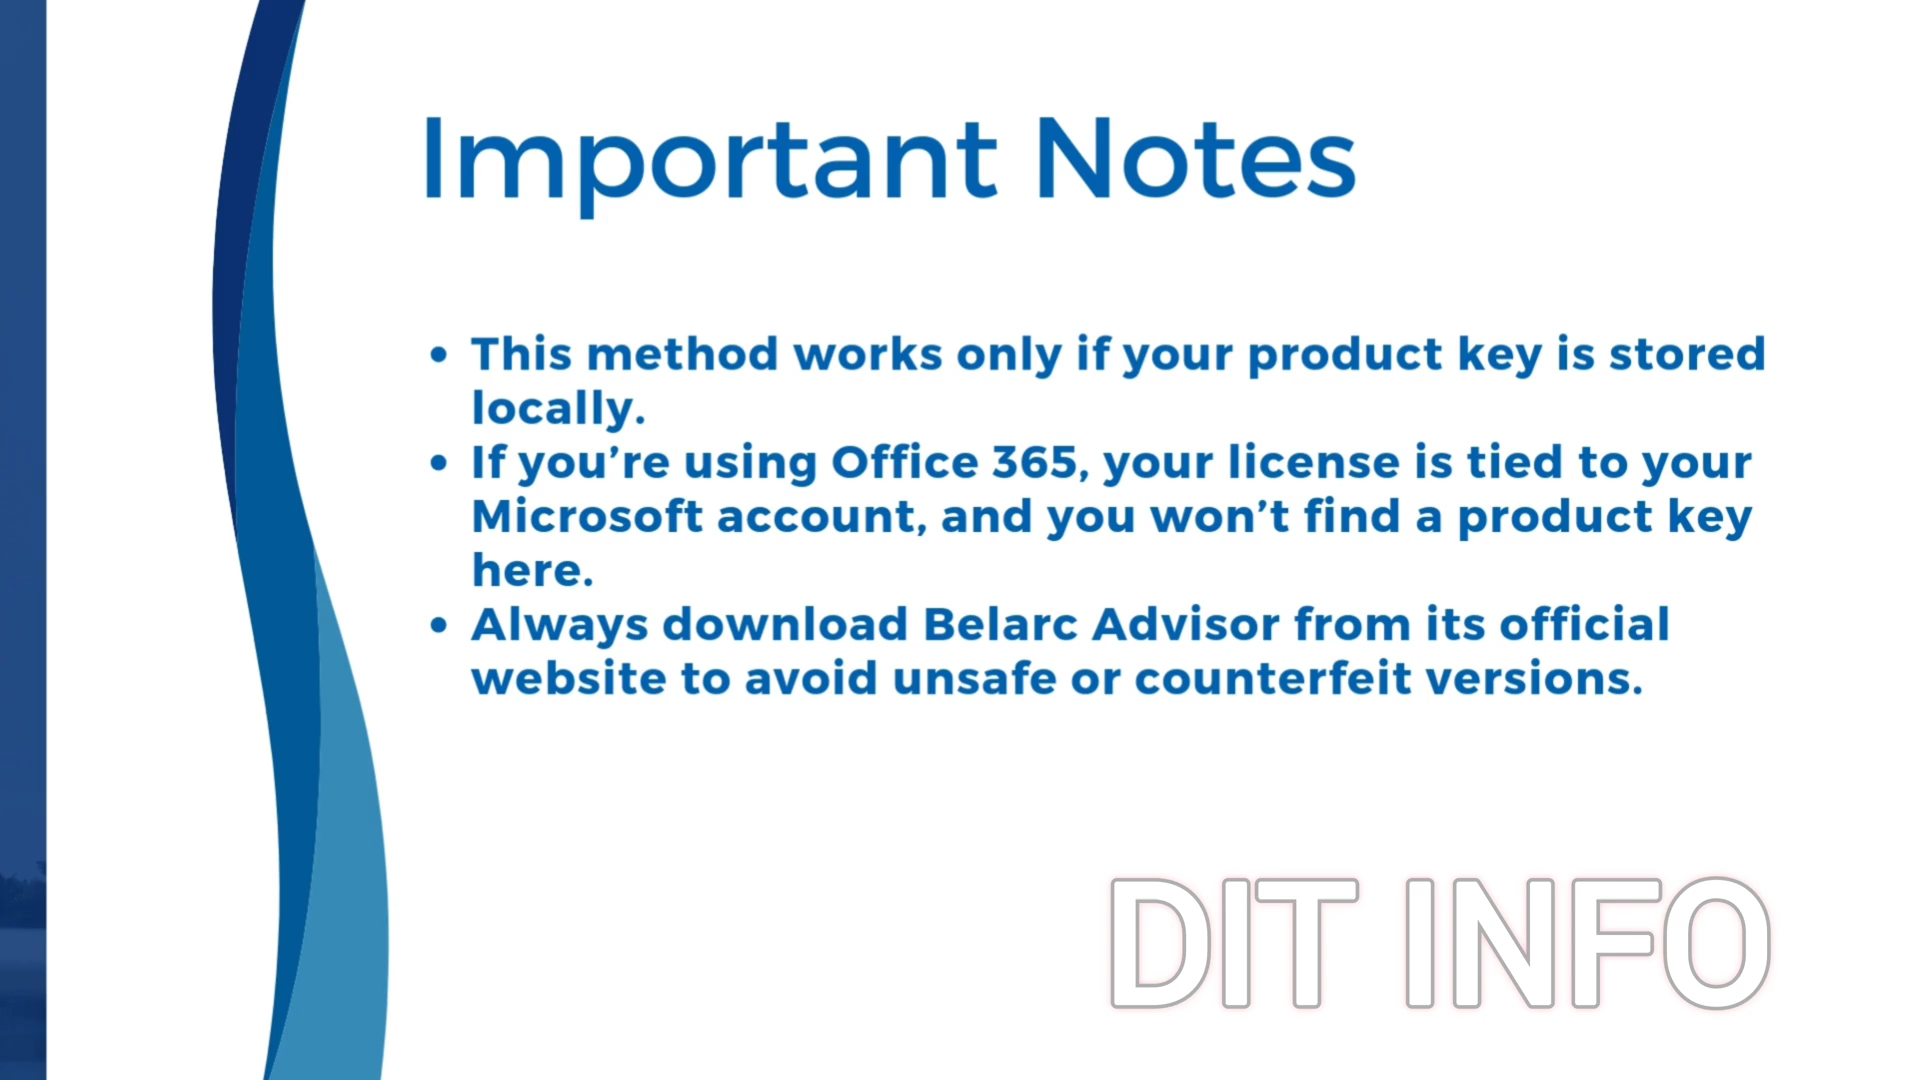 Important Notes
• This method works only if your product key is stored
locally.
• If you’re using Office 365, your license is tied to your
Microsoft account, and you won’t find a product key
here.
• Always download Belarc Advisor from its official
website to avoid unsafe or counterfeit versions.
DIT INFO